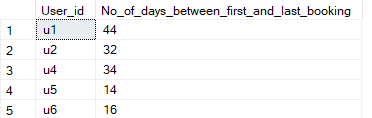 User_id No_of_days_between_first_and_last_booking
1 u1 44
2 u2 32
3 u4 34
4 u5 14
5 u6 16